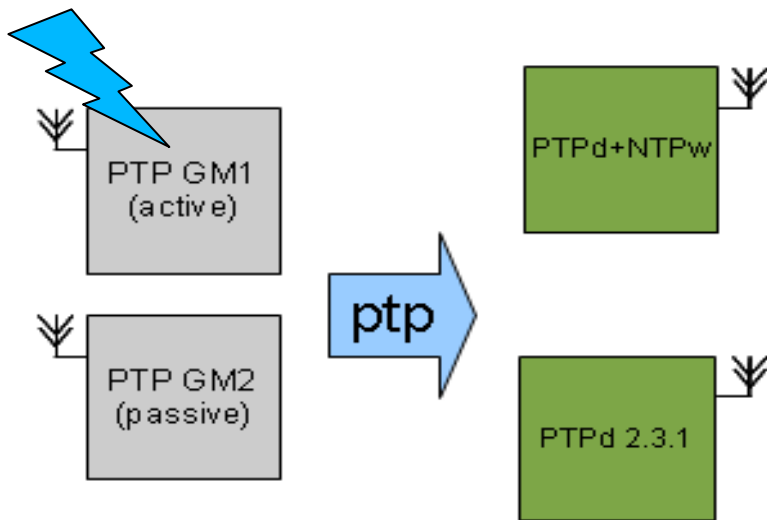 PTP GM1
(active)
PTP GM2
(passive)
ptp
PTPd+NTPw
PTPd 2.3.1